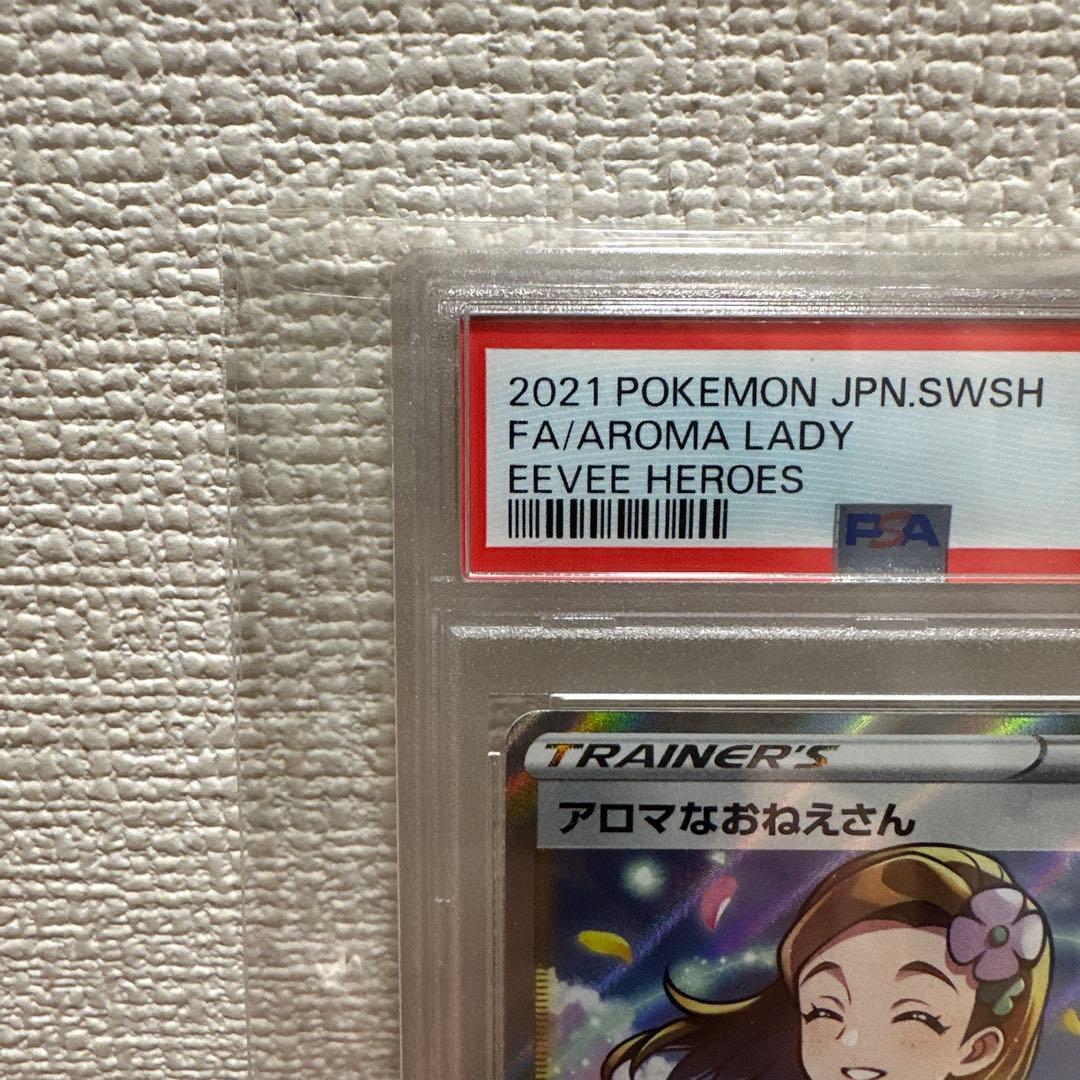 2021 POKEMON JPN.SWSH
FA/AROMA LADY
EEVEE HEROES
PSA
TRAINER'S
アロマなおねえさん